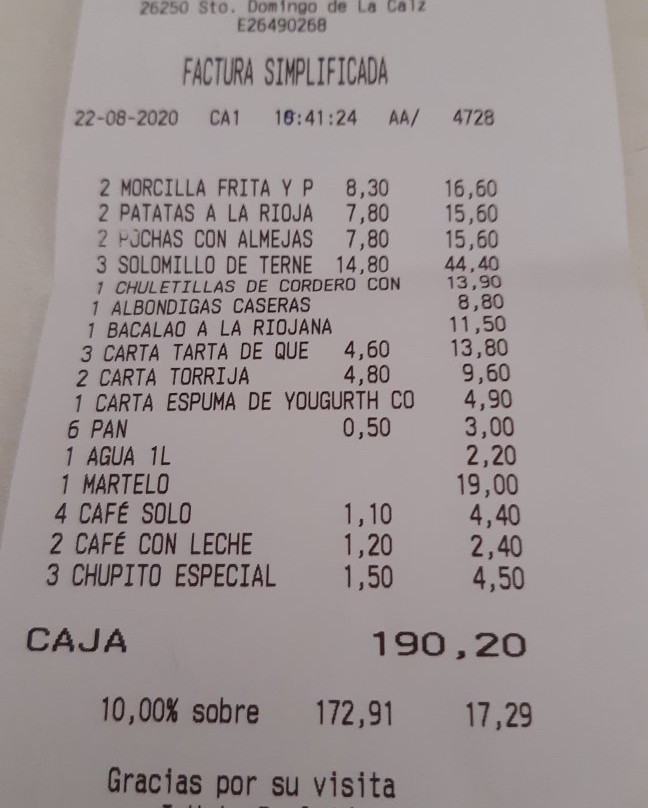 26250 Sto. Domingo de La Calz
E26490268
FACTURA SIMPLIFICADA
22-08-2020 CA1 16:41:24 AA/ 4728
2 MORCILLA FRITA Y P 8,30 16,60
2 PATATAS A LA RIOJA 7,80 15,60
2 POCHAS CON ALMEJAS 7,80 15,60
3 SOLOMILLO DE TERNE 14,80 44,40
1 CHULETILLAS DE CORDERO CON 13,90
1 ALBONDIGAS CASERAS 8,80
1 BACALAO A LA RIOJANA 11,50
3 CARTA TARTA DE QUE 4,60 13,80
2 CARTA TORRIJA 4,80 9,60
1 CARTA ESPUMA DE YOUGURTH CO 4,90
6 PAN 0,50 3,00
1 AGUA 1L 2,20
1 MARTELO 19,00
4 CAFÉ SOLO 1,10 4,40
2 CAFÉ CON LECHE 1,20 2,40
3 CHUPITO ESPECIAL 1,50 4,50
CAJA 190,20
10,00% sobre 172,91 17,29
Gracias por su visita